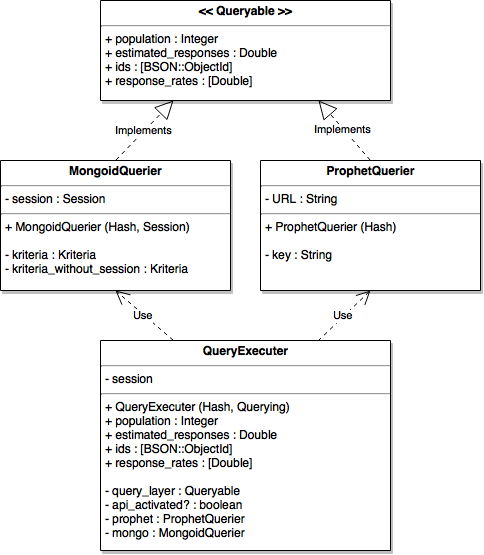 << Queryable >>
+ population : Integer
+ estimated_responses : Double
+ ids : [BSON::ObjectId]
+ response_rates : [Double]
Implements
Implements
MongoidQuerier
- session : Session
+ MongoidQuerier (Hash, Session)
- kriteria : Kriteria
- kriteria_without_session : Kriteria
ProphetQuerier
- URL : String
+ ProphetQuerier (Hash)
- key : String
Use
Use
QueryExecuter
- session
+ QueryExecuter (Hash, Querying)
+ population : Integer
+ estimated_responses : Double
+ ids : [BSON::ObjectId]
+ response_rates : [Double]
- query_layer : Queryable
- api_activated? : boolean
- prophet : ProphetQuerier
- mongo : MongoidQuerier